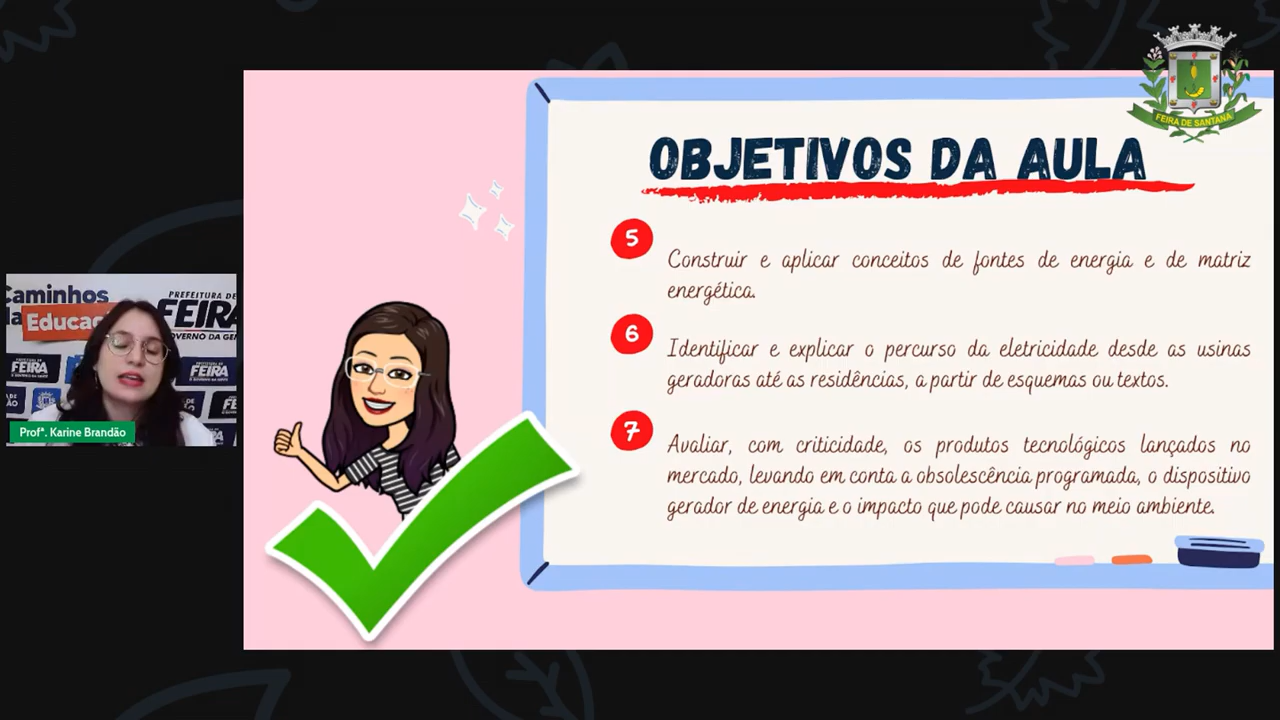 FEIRA DE SANTANA
OBJETIVOS DA AULA
5
Construir e aplicar conceitos de fontes de energia e de matriz
energética.
6
Identificar e explicar o percurso da eletricidade desde as usinas
geradoras até as residências, a partir de esquemas ou textos.
7
Avaliar, com criticidade, os produtos tecnológicos lançados no
mercado, levando em conta a obsolescência programada, o dispositivo
gerador de energia e o impacto que pode causar no meio ambiente.
Caminhos
Educaç
PREFEITURA DE
FEIRA
FEIRA
FEIRA
Profª. Karine Brandão